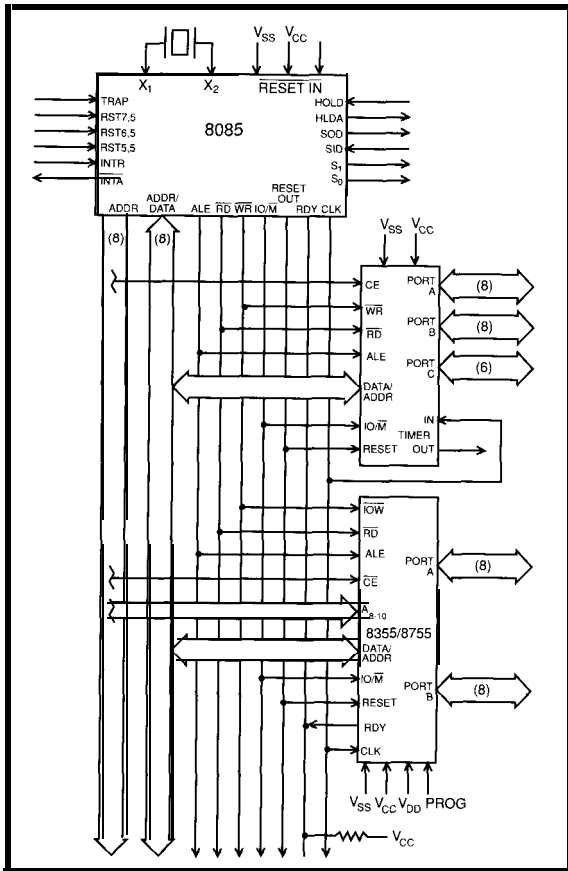 VSS VCC
X1 X2 RESET IN
TRAP
RST7,5
RST6,5
RST5,5
INTR
INTA
8085
HOLD
HLDA
SOD
SID
S1
S0
ADDR
ADDR/
DATA
ALE RD WR IO/M
RESET
OUT
RDY CLK
(8) (8)
VSS VCC
CE
WR
RD
ALE
DATA/
ADDR
IO/M
RESET
PORT
A
(8)
PORT
B
(8)
PORT
C
(6)
IN
TIMER
OUT
IOW
RD
ALE
CE
A8-10
8355/8755
DATA/
ADDR
IO/M
RESET
RDY
CLK
PORT
A
(8)
PORT
B
(8)
VSS VCC VDD PROG
VCC